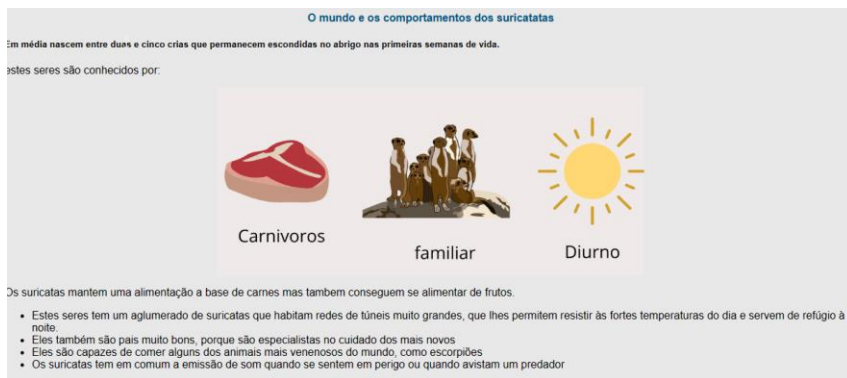 O mundo e os comportamentos dos suricatatas
Em média nascem entre duas e cinco crias que permanecem escondidas no abrigo nas primeiras semanas de vida.
estes seres são conhecidos por:
Carnivoros
familiar
Diurno
Os suricatas mantem uma alimentação a base de carnes mas tambem conseguem se alimentar de frutos.
• Estes seres tem um aglumerado de suricatas que habitam redes de túneis muito grandes, que lhes permitem resistir às fortes temperaturas do dia e servem de refúgio à
noite.
• Eles também são pais muito bons, porque são especialistas no cuidado dos mais novos
• Eles são capazes de comer alguns dos animais mais venenosos do mundo, como escorpiões
• Os suricatas tem em comum a emissão de som quando se sentem em perigo ou quando avistam um predador